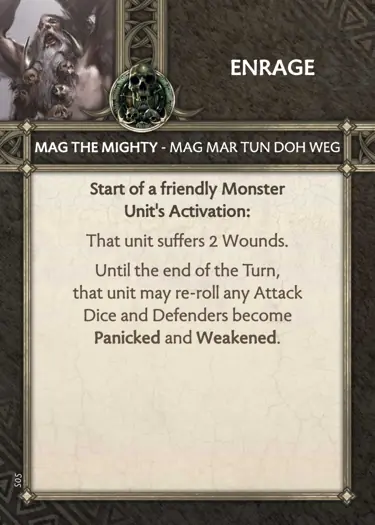 ENRAGE
MAG THE MIGHTY - MAG MAR TUN DOH WEG
Start of a friendly Monster
Unit's Activation:
That unit suffers 2 Wounds.
Until the end of the Turn,
that unit may re-roll any Attack
Dice and Defenders become
Panicked and Weakened.
S05